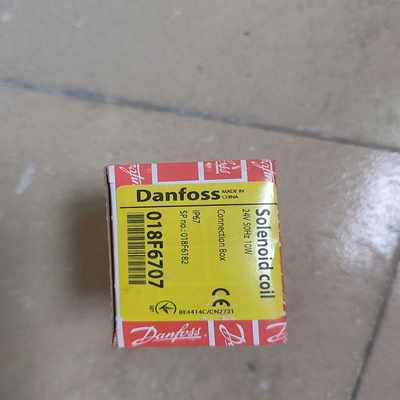 Danfoss
MADE IN
CHINA
Solenoid coil
24V 50Hz 10W
Connection Box
IP67
SP no.: 018F6182
018F6707
CE
BE4414C/CN2731
Danfoss